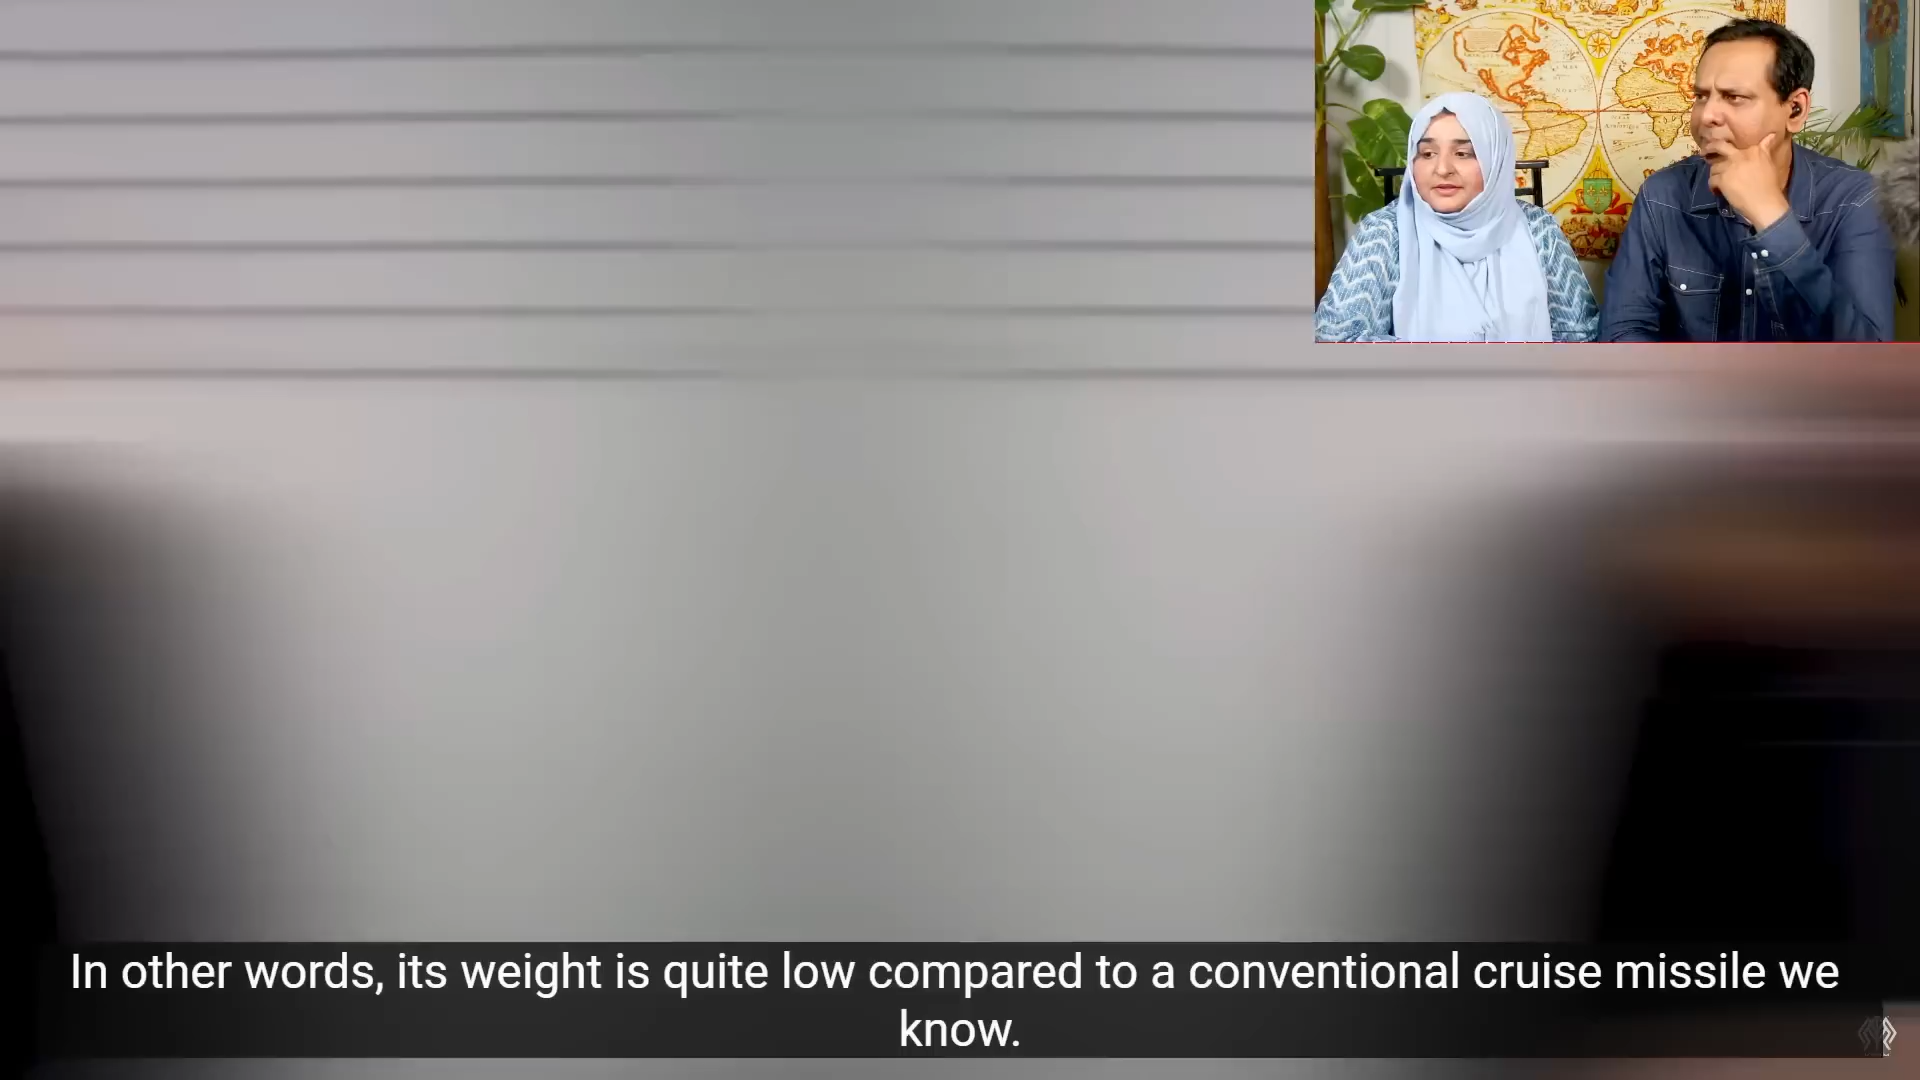 In other words, its weight is quite low compared to a conventional cruise missile we
know.